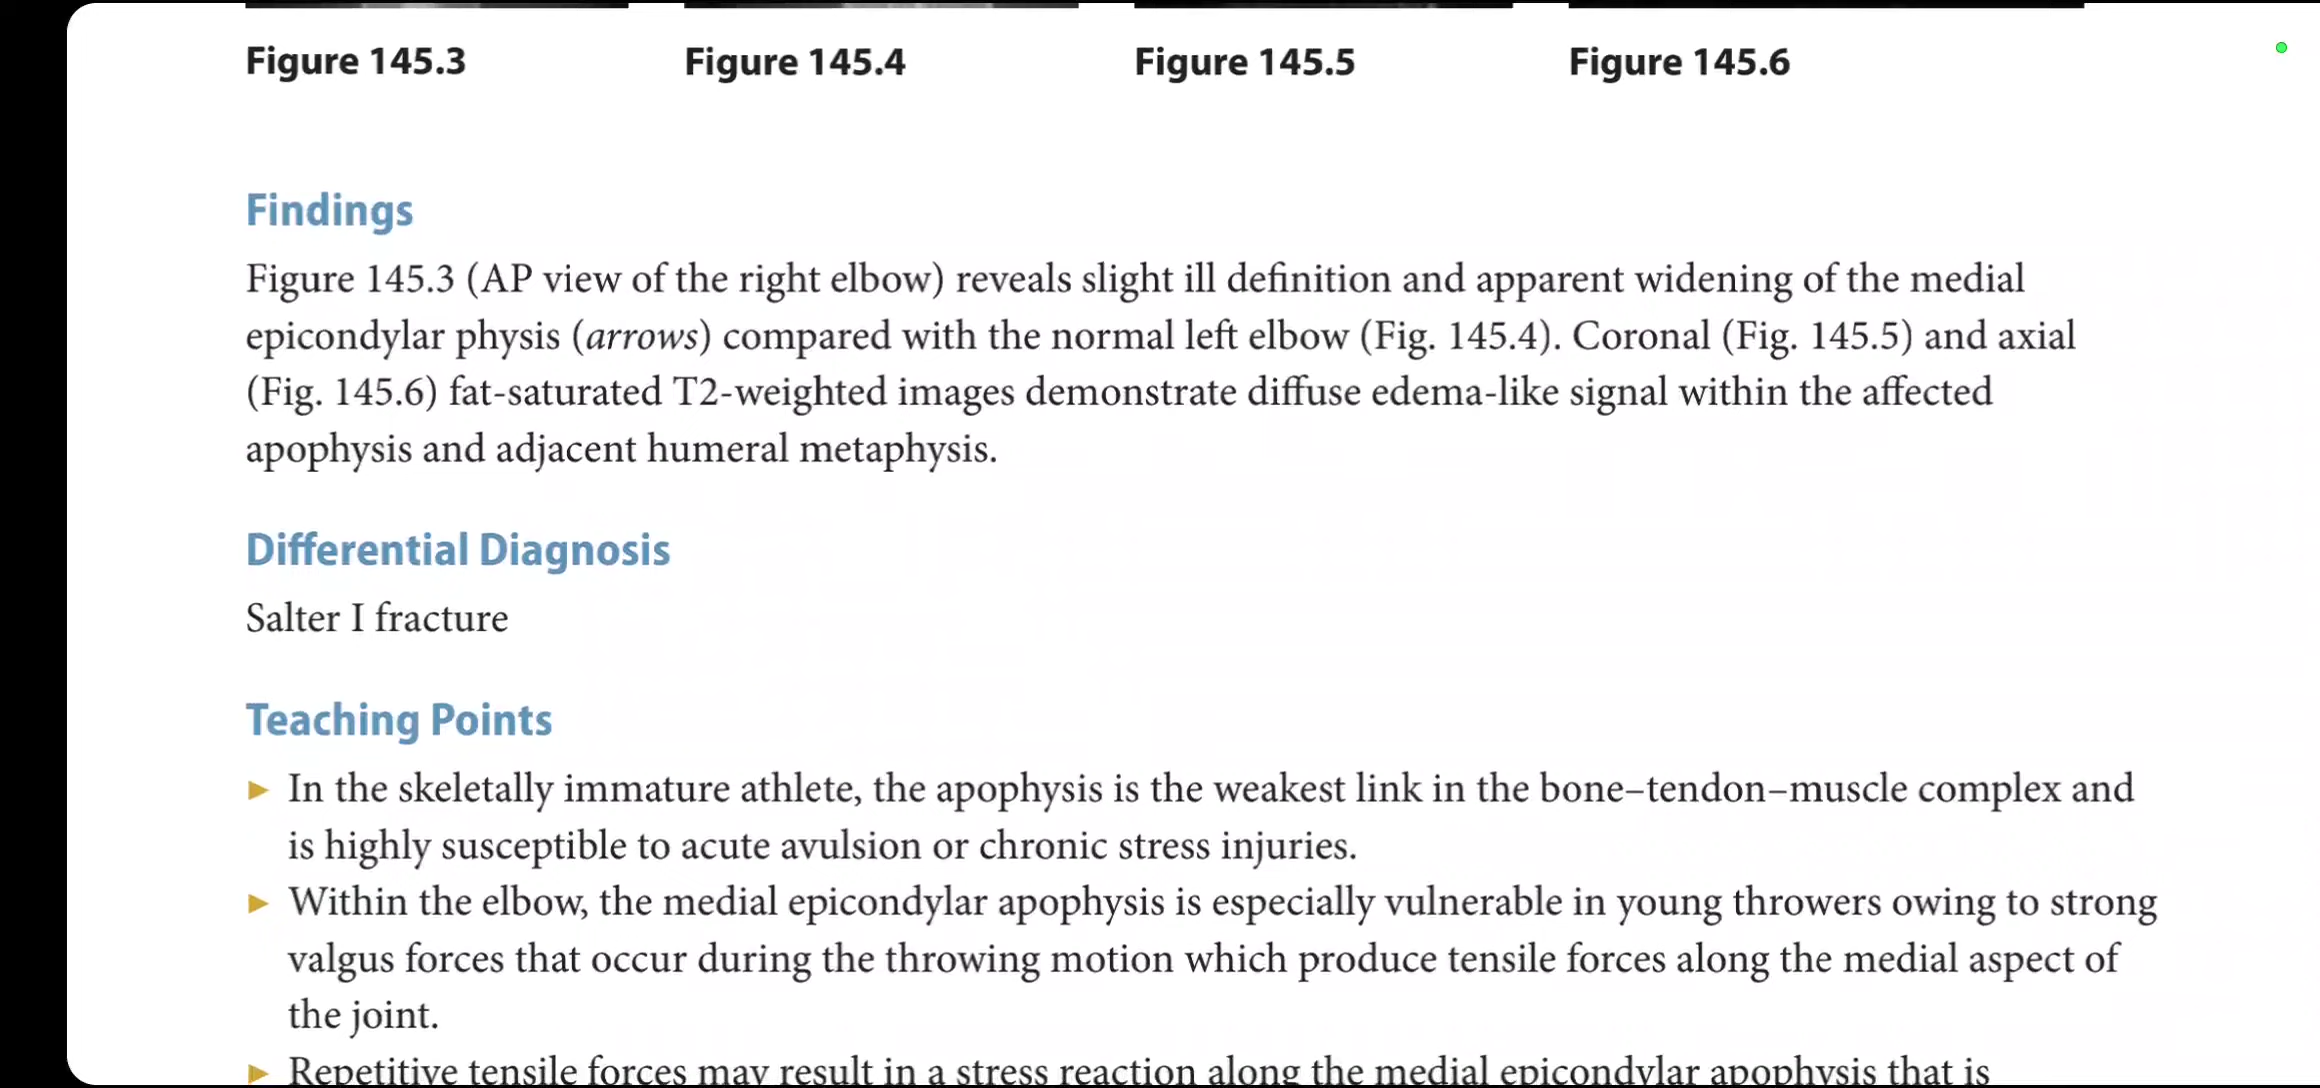 Figure 145.3 Figure 145.4 Figure 145.5 Figure 145.6
Findings
Figure 145.3 (AP view of the right elbow) reveals slight ill definition and apparent widening of the medial
epicondylar physis (arrows) compared with the normal left elbow (Fig. 145.4). Coronal (Fig. 145.5) and axial
(Fig. 145.6) fat-saturated T2-weighted images demonstrate diffuse edema-like signal within the affected
apophysis and adjacent humeral metaphysis.
Differential Diagnosis
Salter I fracture
Teaching Points
► In the skeletally immature athlete, the apophysis is the weakest link in the bone–tendon–muscle complex and
is highly susceptible to acute avulsion or chronic stress injuries.
► Within the elbow, the medial epicondylar apophysis is especially vulnerable in young throwers owing to strong
valgus forces that occur during the throwing motion which produce tensile forces along the medial aspect of
the joint.
► Repetitive tensile forces may result in a stress reaction along the medial epicondylar apophysis that is